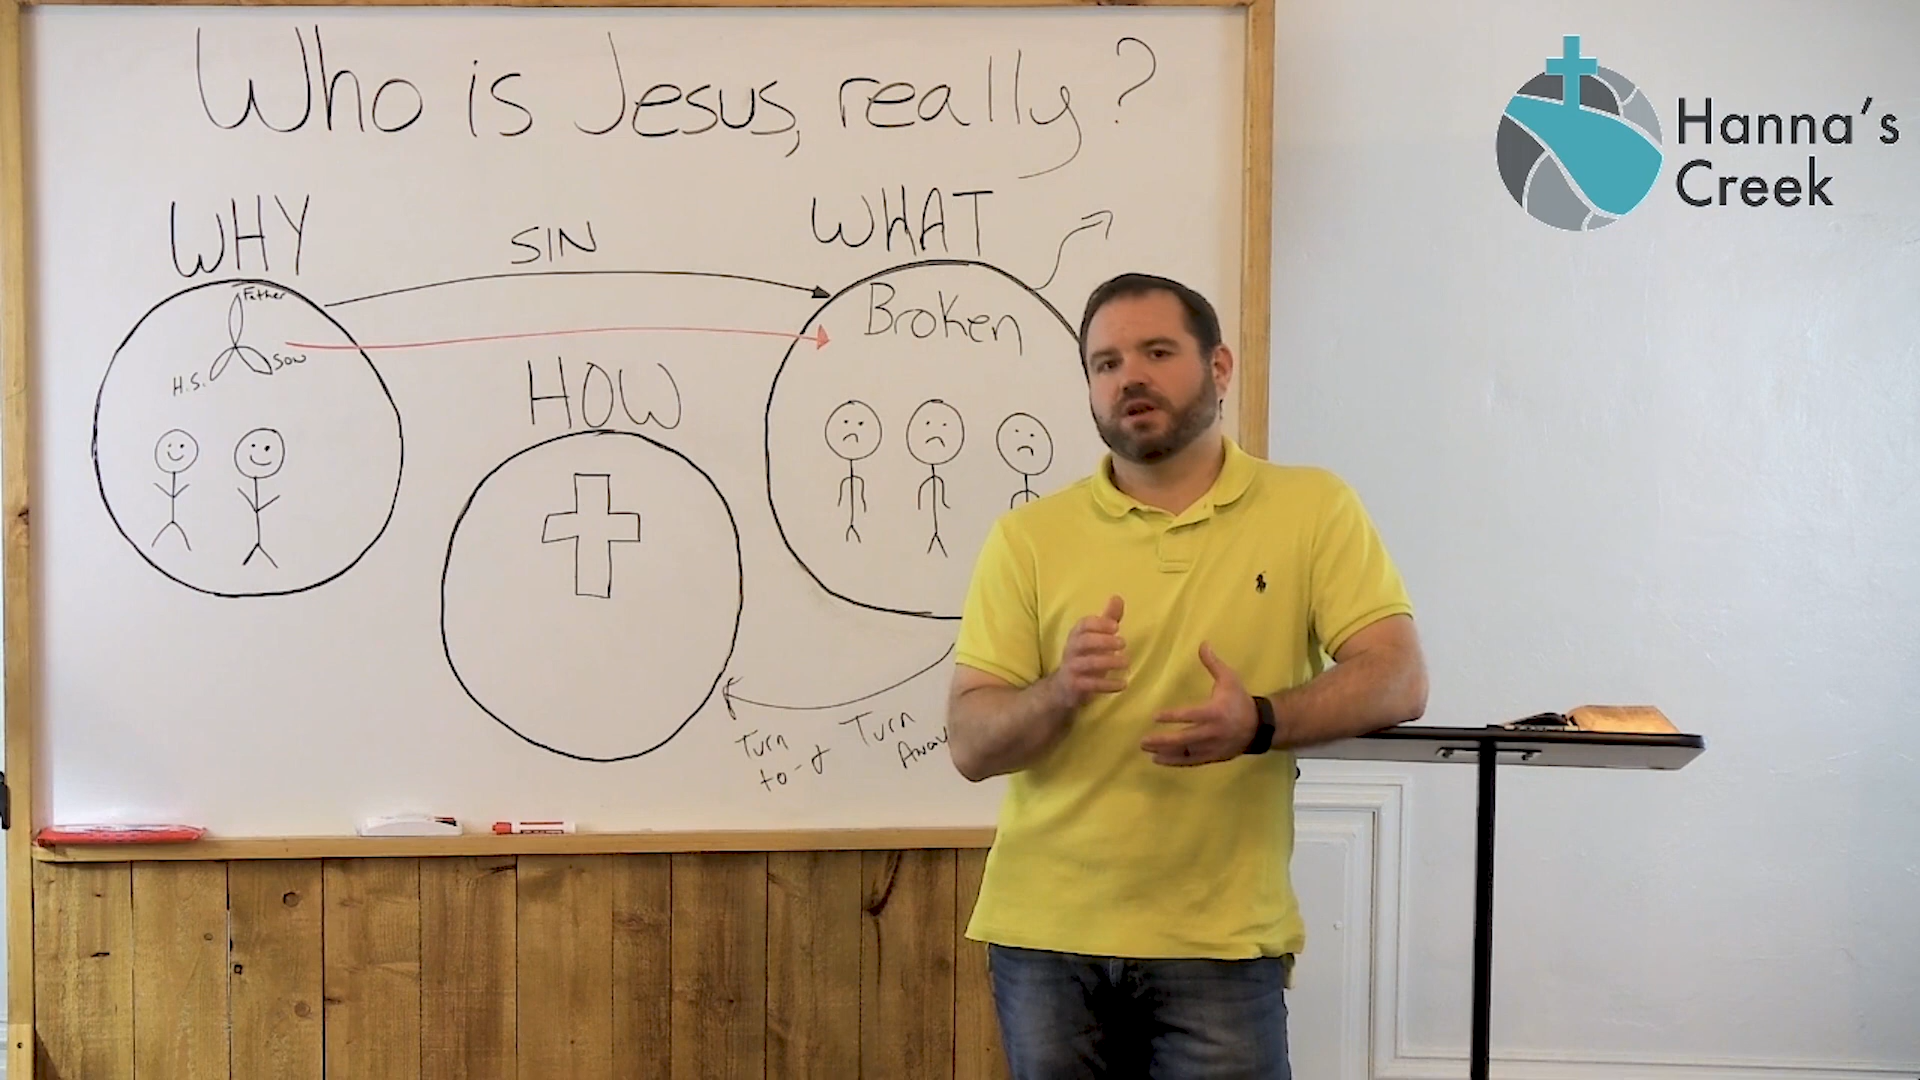 Who is Jesus, really?
Hanna's
Creek
WHY
SIN
WHAT
Father
Son
H.S.
Broken
HOW
Turn
to - &
Turn
Away